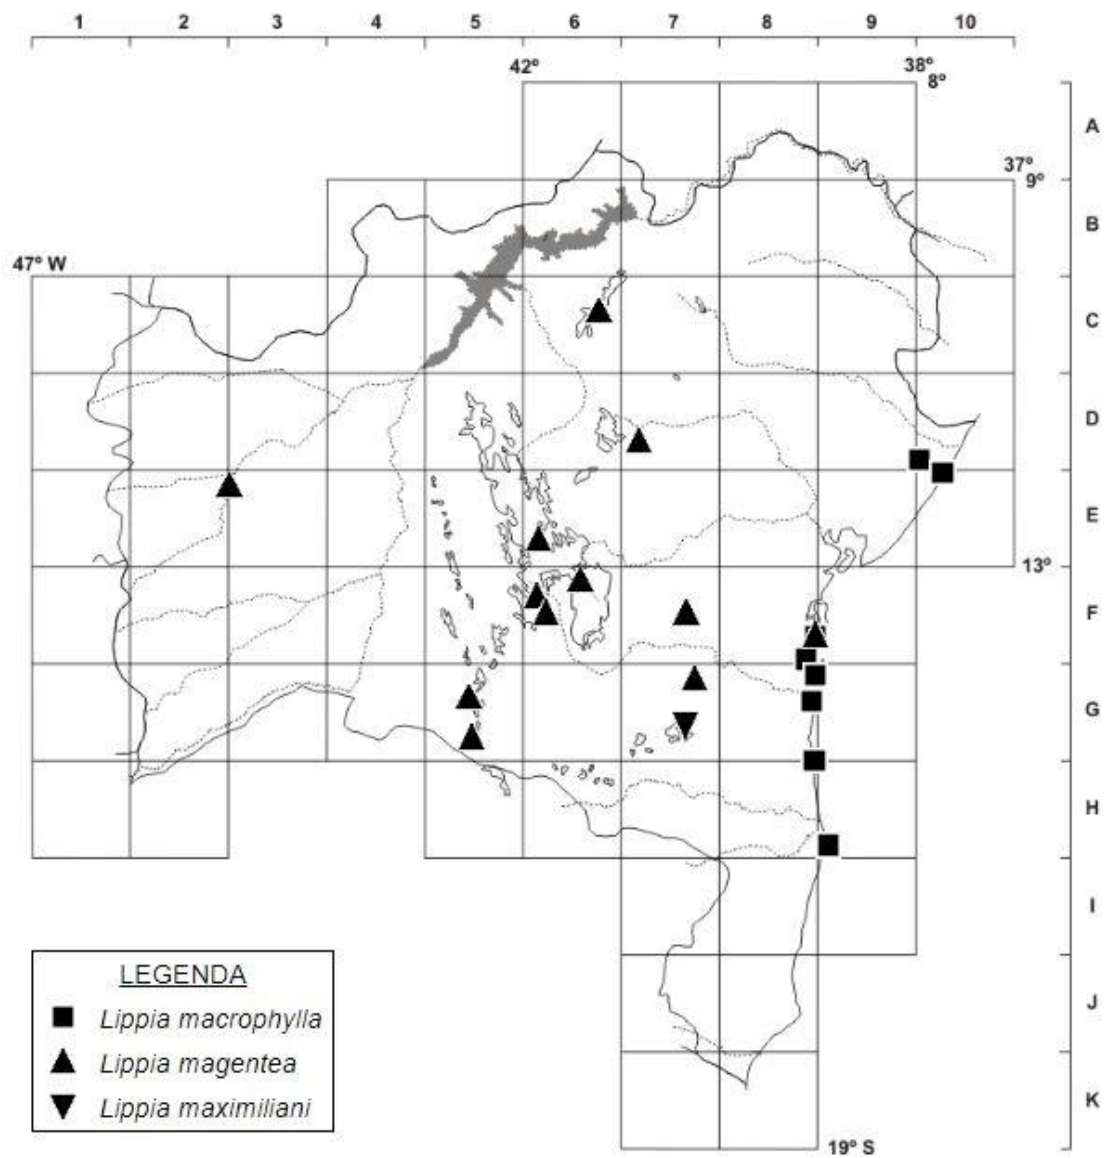 1 2 3 4 5 6 7 8 9 10
42º 38º
8º
A
37º
9º
B
47º W
C
D
E
13º
F
G
H
I
J
K
19º S
LEGENDA
Lippia macrophylla
Lippia magentea
Lippia maximiliani